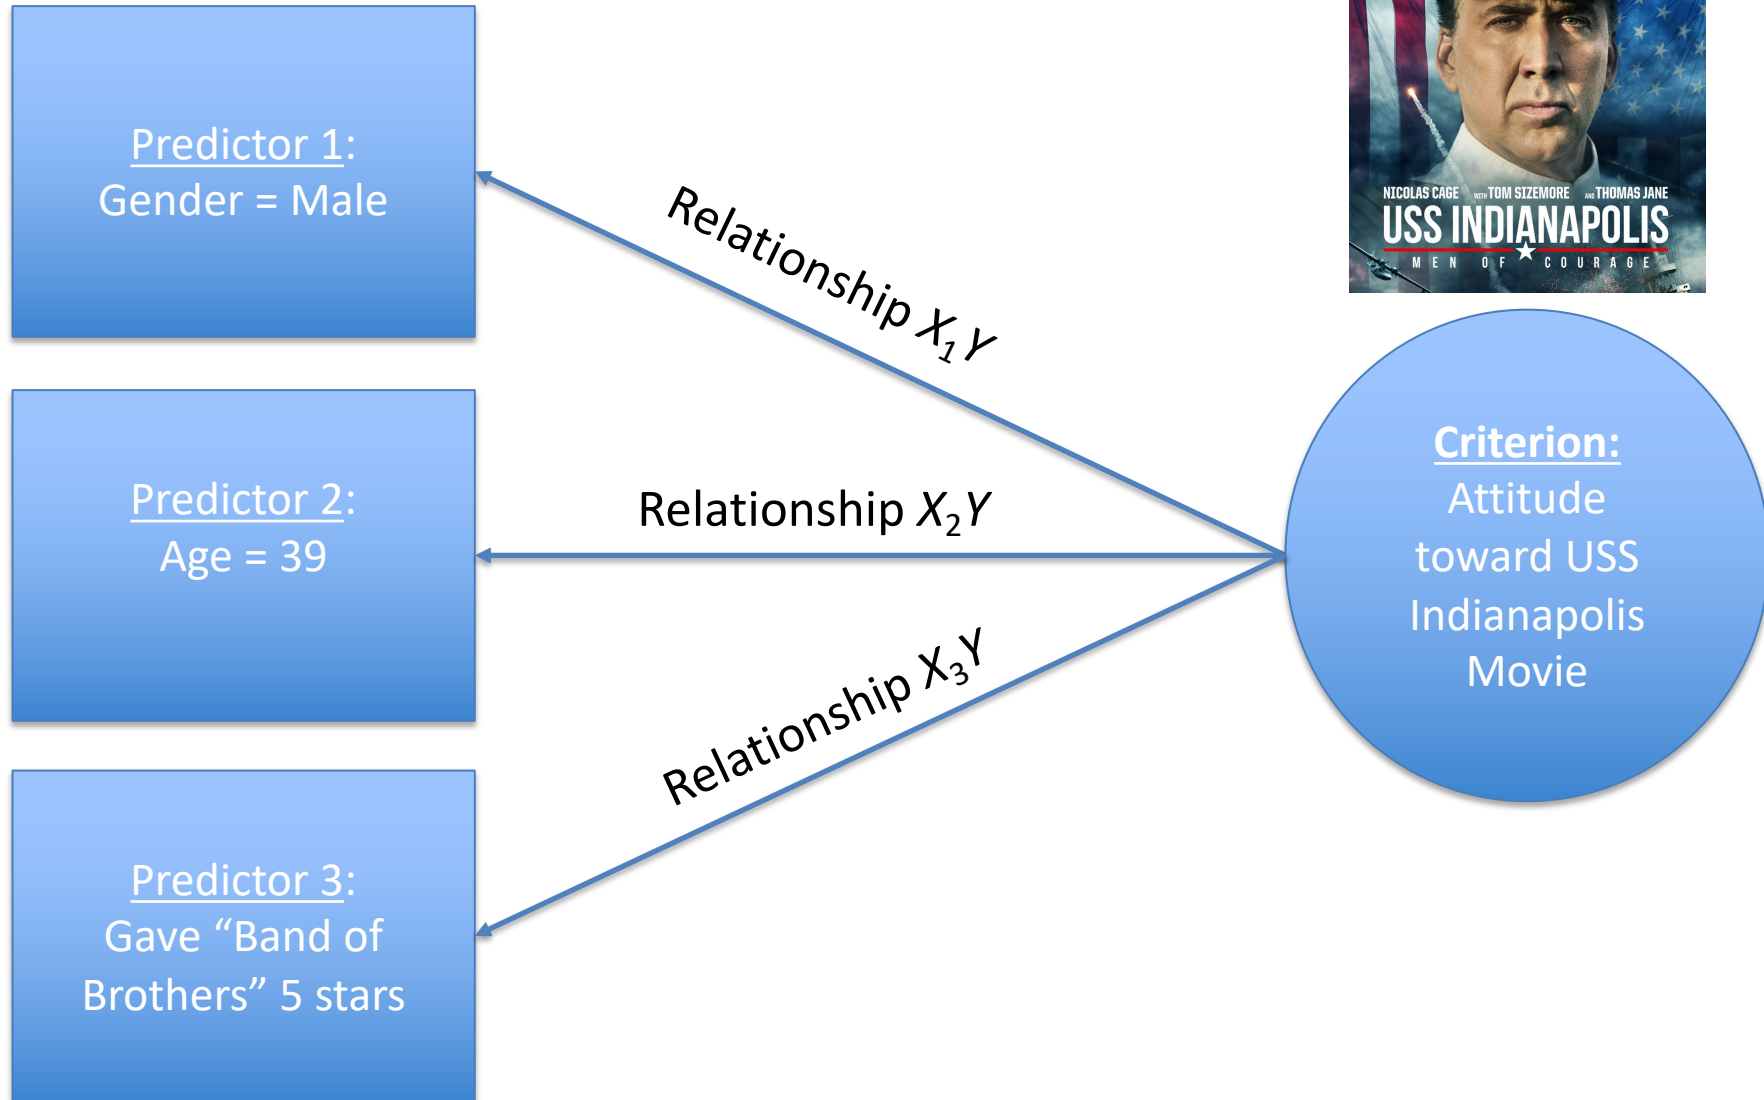 Predictor 1:
Gender = Male
Relationship X₁Y
NICOLAS CAGE WITH TOM SIZEMORE AND THOMAS JANE
USS INDIANAPOLIS
MEN OF COURAGE
Predictor 2:
Age = 39
Relationship X₂Y
Criterion:
Attitude
toward USS
Indianapolis
Movie
Relationship X₃Y
Predictor 3:
Gave “Band of
Brothers” 5 stars